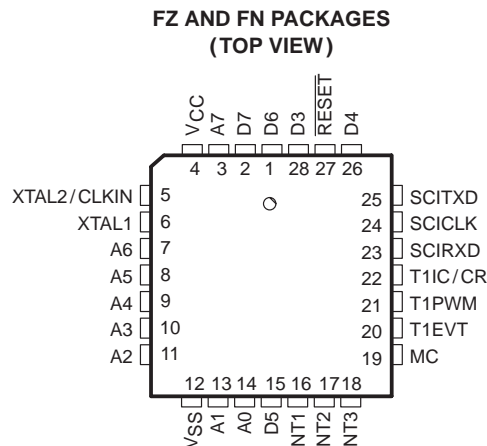 FZ AND FN PACKAGES
(TOP VIEW)
VCC A7 D7 D6 D3 RESET D4
4 3 2 1 28 27 26
XTAL2/CLKIN 5 25 SCITXD
XTAL1 6 24 SCICLK
A6 7 23 SCIRXD
A5 8 22 T1IC/CR
A4 9 21 T1PWM
A3 10 20 T1EVT
A2 11 19 MC
12 13 14 15 16 17 18
VSS A1 A0 D5 NT1 NT2 NT3